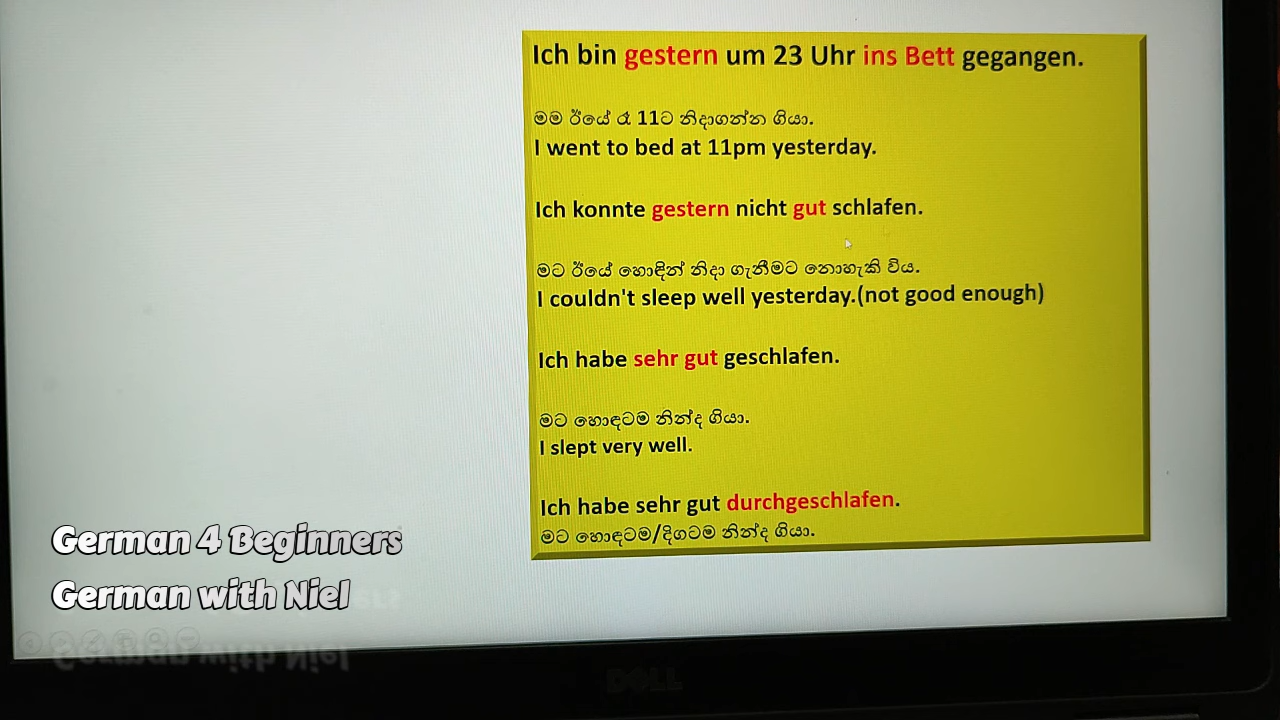 Ich bin gestern um 23 Uhr ins Bett gegangen.
මම ඊයේ රෑ 11ට නිදාගන්න ගියා.
I went to bed at 11pm yesterday.
Ich konnte gestern nicht gut schlafen.
මට ඊයේ හොඳින් නිදා ගැනීමට නොහැකි විය.
I couldn't sleep well yesterday.(not good enough)
Ich habe sehr gut geschlafen.
මට හොඳටම නින්ද ගියා.
I slept very well.
Ich habe sehr gut durchgeschlafen.
මට හොඳටම/දිගටම නින්ද ගියා.
German 4 Beginners
German with Niel
DELL